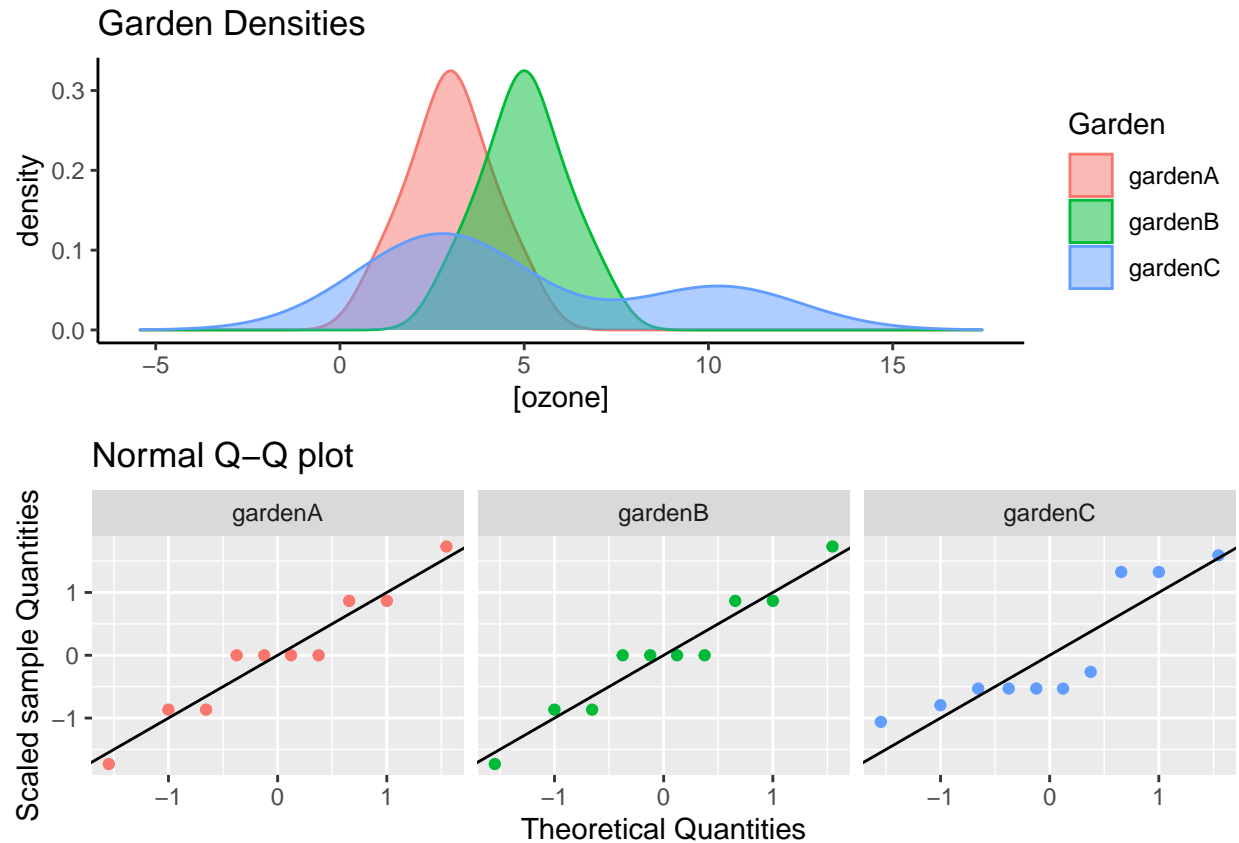 Garden Densities
0.3
0.2
0.1
0.0
density
−5 0 5 10 15
[ozone]
Garden
gardenA
gardenB
gardenC
Normal Q−Q plot
gardenA gardenB gardenC
1
0
−1
Scaled sample Quantities
−1 0 1 −1 0 1 −1 0 1
Theoretical Quantities